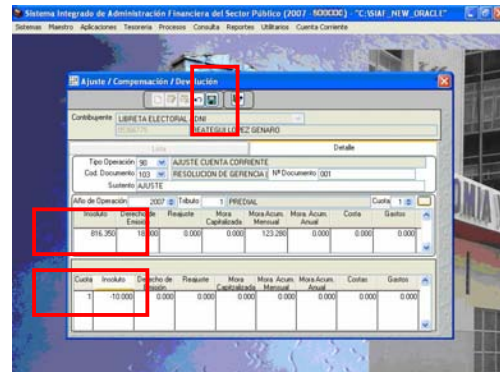 Sistema Integrado de Administración Financiera del Sector Público (2007 - 500000) - "C:\SIAF_NEW_ORACLE"
Sistemas Maestro Aplicaciones Tesoreria Procesos Consulta Reportes Utilitarios Cuenta Corriente
Ajuste / Compensación / Devolución
Contribuyente LIBRETA ELECTORAL /DNI
GENARO
Lista Detalle
Tipo Operación 90 AJUSTE CUENTA CORRIENTE
Cod. Documento 103 RESOLUCION DE GERENCIA Nº Documento 001
Sustento AJUSTE
Año de Operación 2007 Tributo 1 PREDIAL Cuota 1
Insoluto Derecho de Emisión Reajuste Mora Capitalizada Mora Acum. Mensual Mora Acum. Anual Costa Gastos
816.350 0.000 0.000 123.280 0.000 0.000 0.000
Cuota Insoluto Derecho de Emisión Reajuste Mora Capitalizada Mora Acum. Mensual Mora Acum. Anual Costas Gastos
1 -10.000 0.000 0.000 0.000 0.000 0.000 0.000 0.000